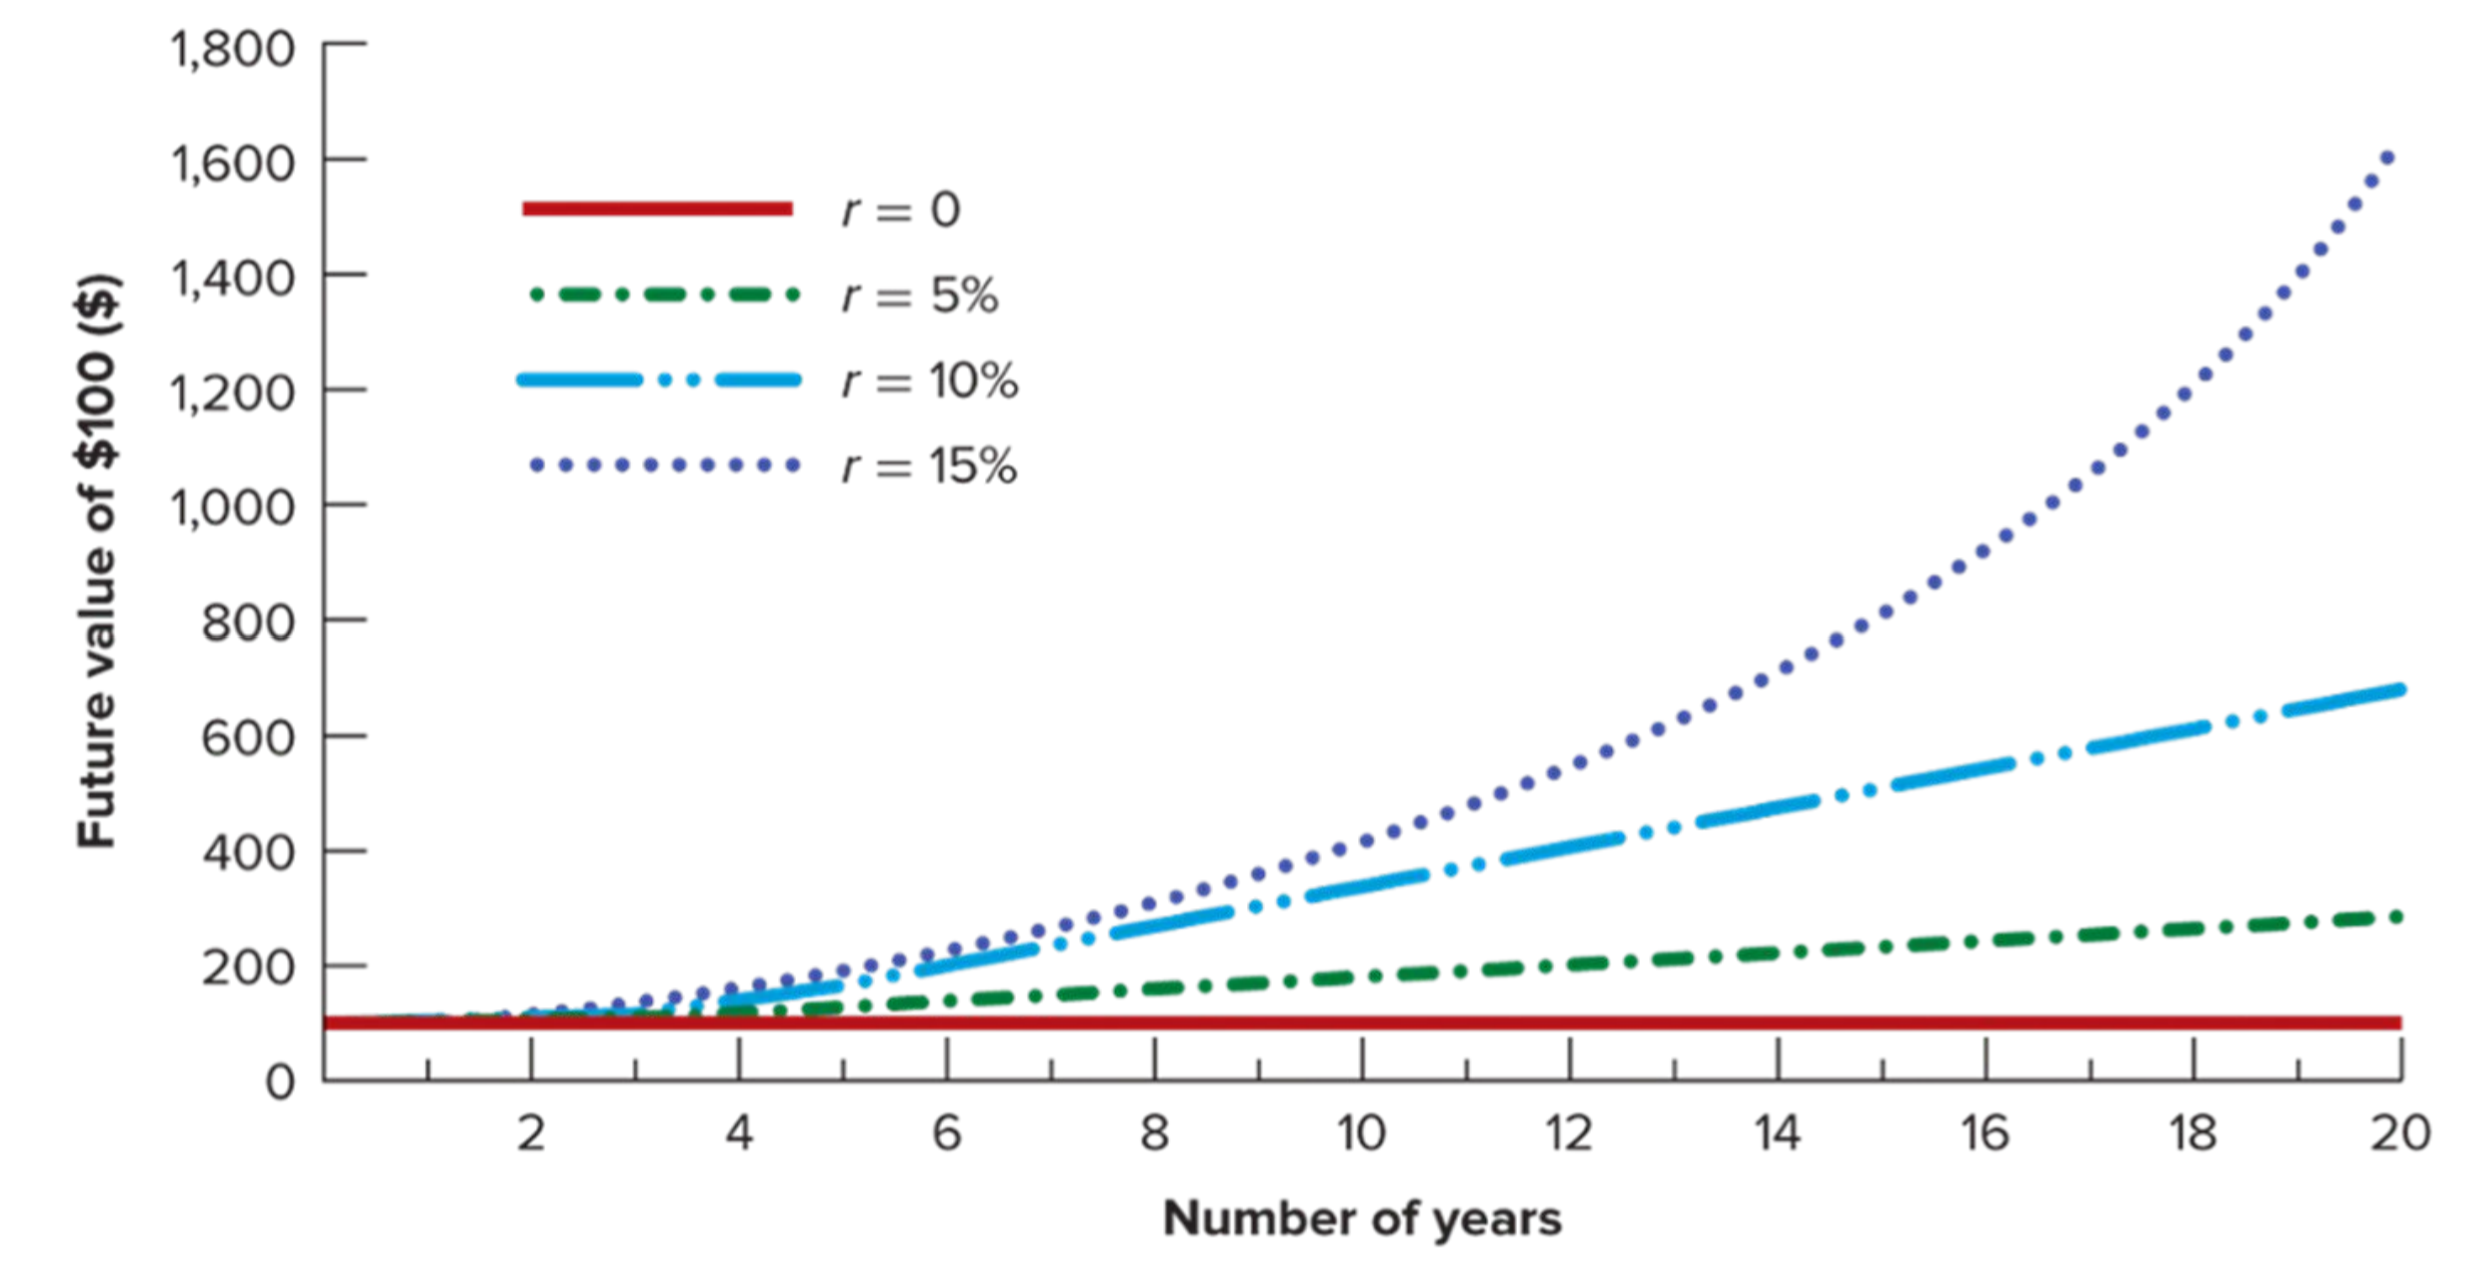 Future value of $100 ($)
1,800
1,600
1,400
1,200
1,000
800
600
400
200
0
r = 0
r = 5%
r = 10%
r = 15%
2 4 6 8 10 12 14 16 18 20
Number of years